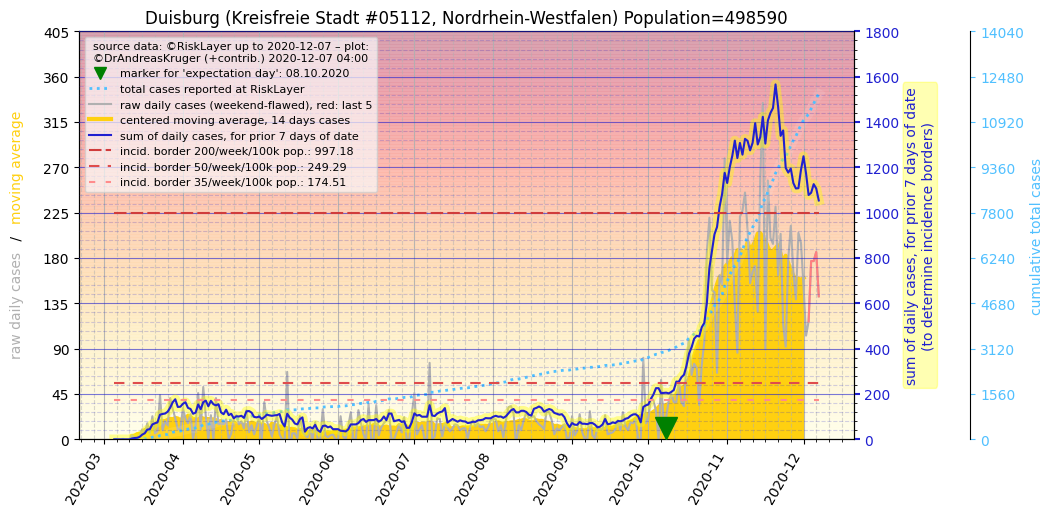 Duisburg (Kreisfreie Stadt #05112, Nordrhein-Westfalen) Population=498590
source data: ©RiskLayer up to 2020-12-07 – plot:
©DrAndreasKruger (+contrib.) 2020-12-07 04:00
marker for 'expectation day': 08.10.2020
total cases reported at RiskLayer
raw daily cases (weekend-flawed), red: last 5
centered moving average, 14 days cases
sum of daily cases, for prior 7 days of date
incid. border 200/week/100k pop.: 997.18
incid. border 50/week/100k pop.: 249.29
incid. border 35/week/100k pop.: 174.51
raw daily cases / moving average
405
360
315
270
225
180
135
90
45
0
2020-03
2020-04
2020-05
2020-06
2020-07
2020-08
2020-09
2020-10
2020-11
2020-12
1800
1600
1400
1200
1000
800
600
400
200
0
sum of daily cases, for prior 7 days of date
(to determine incidence borders)
14040
12480
10920
9360
7800
6240
4680
3120
1560
0
cumulative total cases